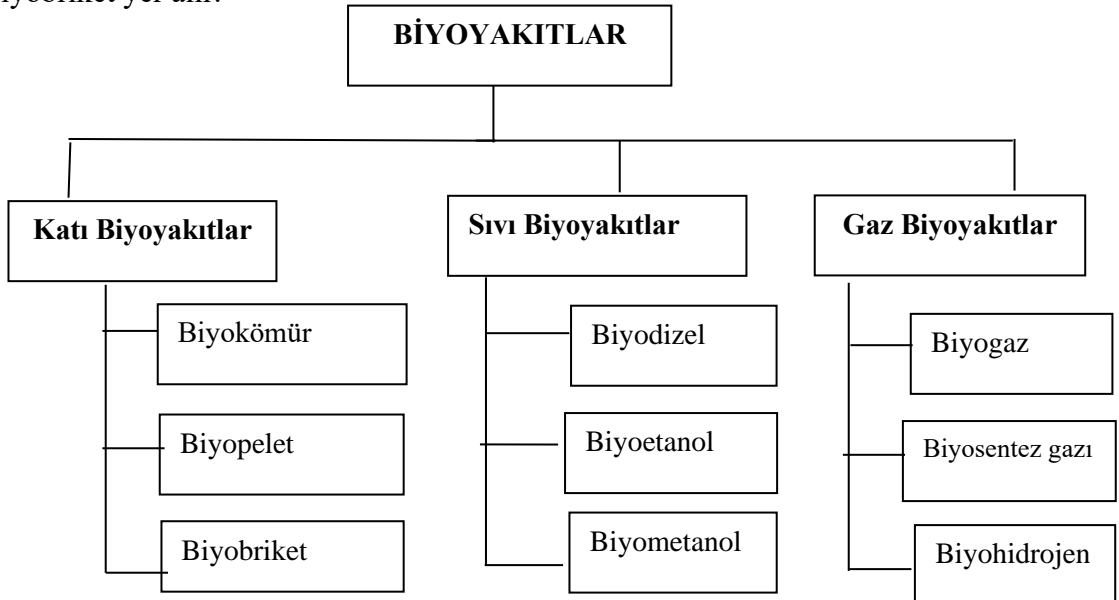 BİYOYAKITLAR
Katı Biyoyakıtlar
Biyokömür
Biyopelet
Biyobriket
Sıvı Biyoyakıtlar
Biyodizel
Biyoetanol
Biyometanol
Gaz Biyoyakıtlar
Biyogaz
Biyosentez gazı
Biyohidrojen